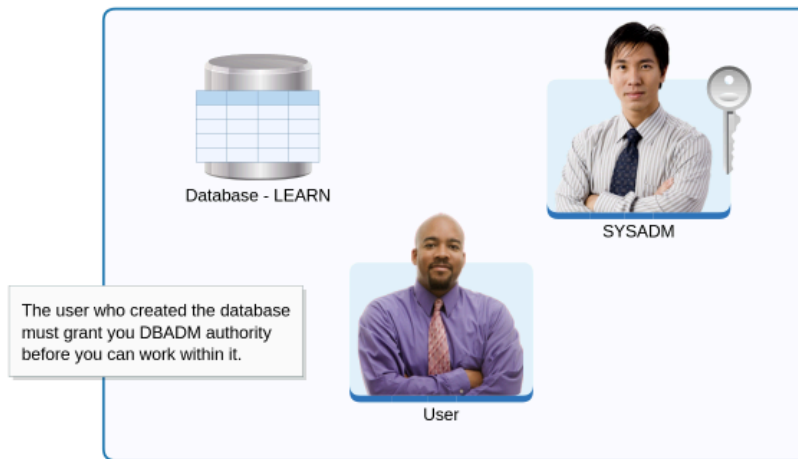 Database - LEARN
SYSADM
The user who created the database
must grant you DBADM authority
before you can work within it.
User